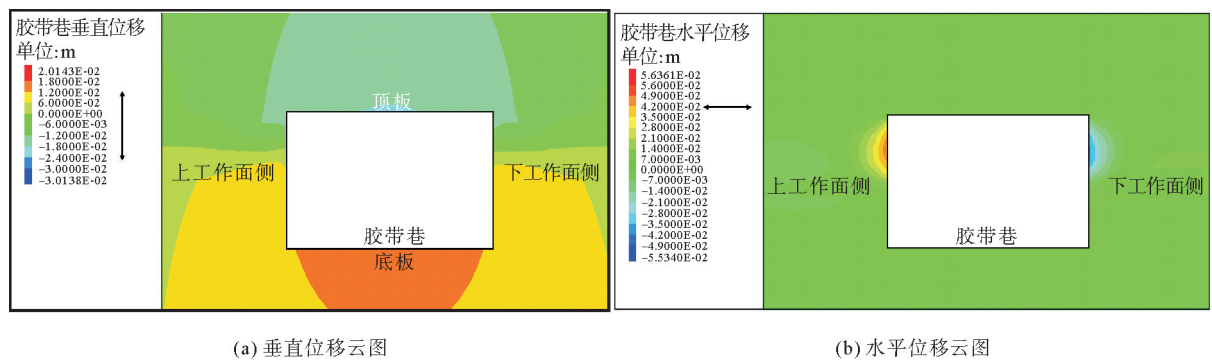 胶带巷垂直位移
单位:m
2.0143E-02
1.8000E-02
1.2000E-02
6.0000E-02
0.0000E+00
-6.0000E-03
-1.2000E-02
-1.8000E-02
-2.4000E-02
-3.0000E-02
-3.0138E-02
顶板
上工作面侧
下工作面侧
胶带巷
底板
(a) 垂直位移云图
胶带巷水平位移
单位:m
5.6361E-02
5.6000E-02
4.9000E-02
4.2000E-02
3.5000E-02
2.8000E-02
2.1000E-02
1.4000E-02
7.0000E-03
0.0000E+00
-7.0000E-03
-1.4000E-02
-2.1000E-02
-2.8000E-02
-3.5000E-02
-4.2000E-02
-4.9000E-02
-5.5340E-02
上工作面侧
下工作面侧
胶带巷
(b) 水平位移云图